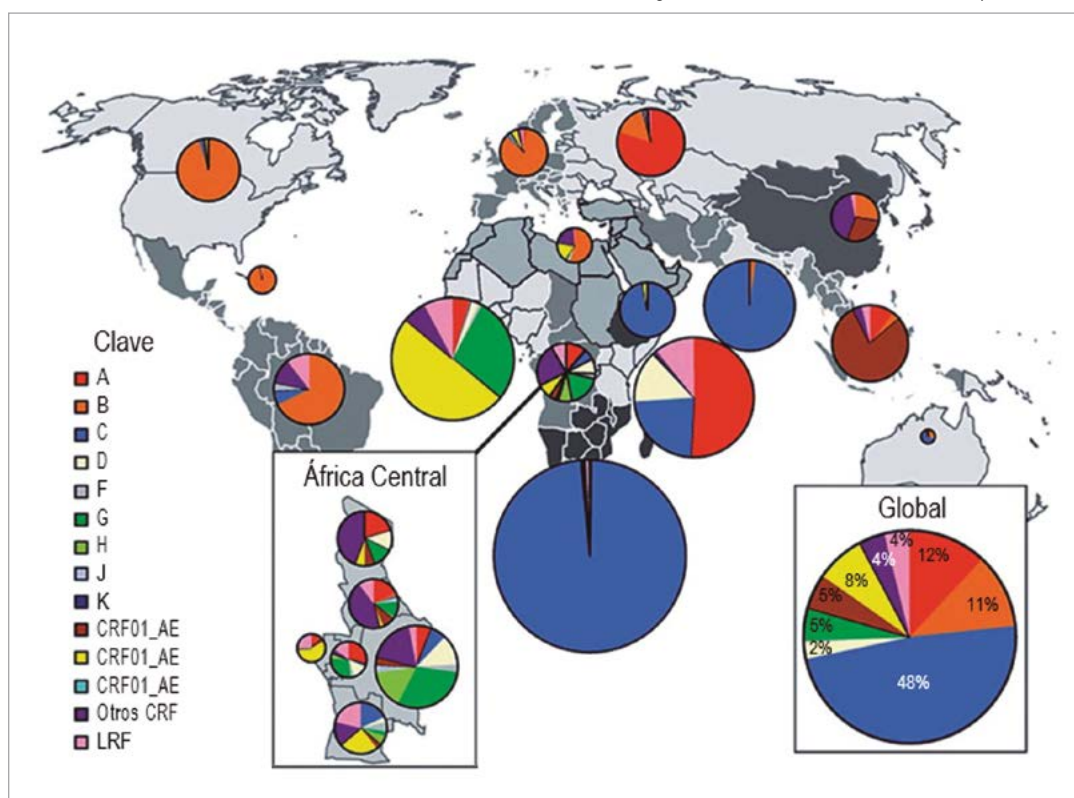 Clave
A
B
C
D
F
G
H
J
K
CRF01_AE
CRF01_AE
CRF01_AE
Otros CRF
LRF
África Central
Global
4%
12%
4%
8%
11%
5%
5%
2%
48%